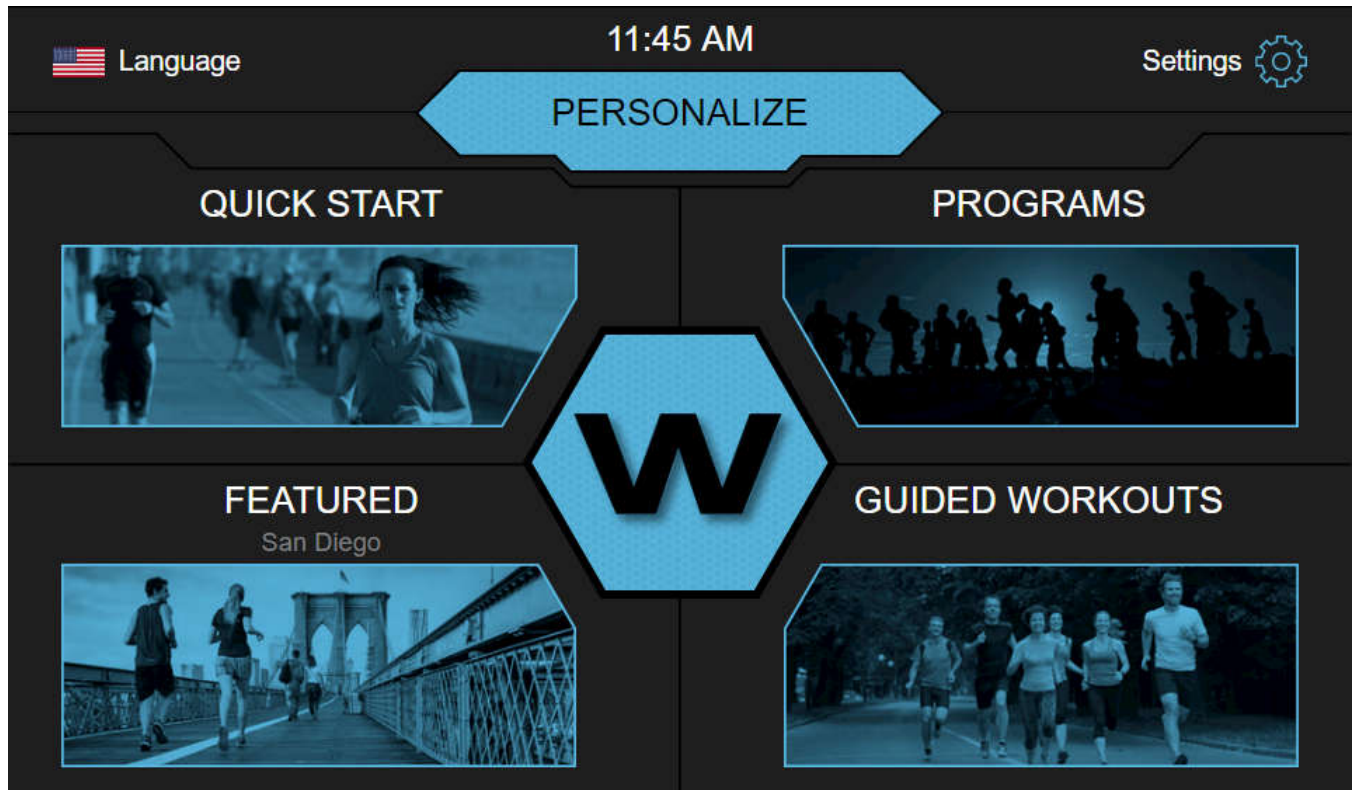 11:45 AM
Language
Settings
PERSONALIZE
QUICK START
PROGRAMS
W
FEATURED
San Diego
GUIDED WORKOUTS